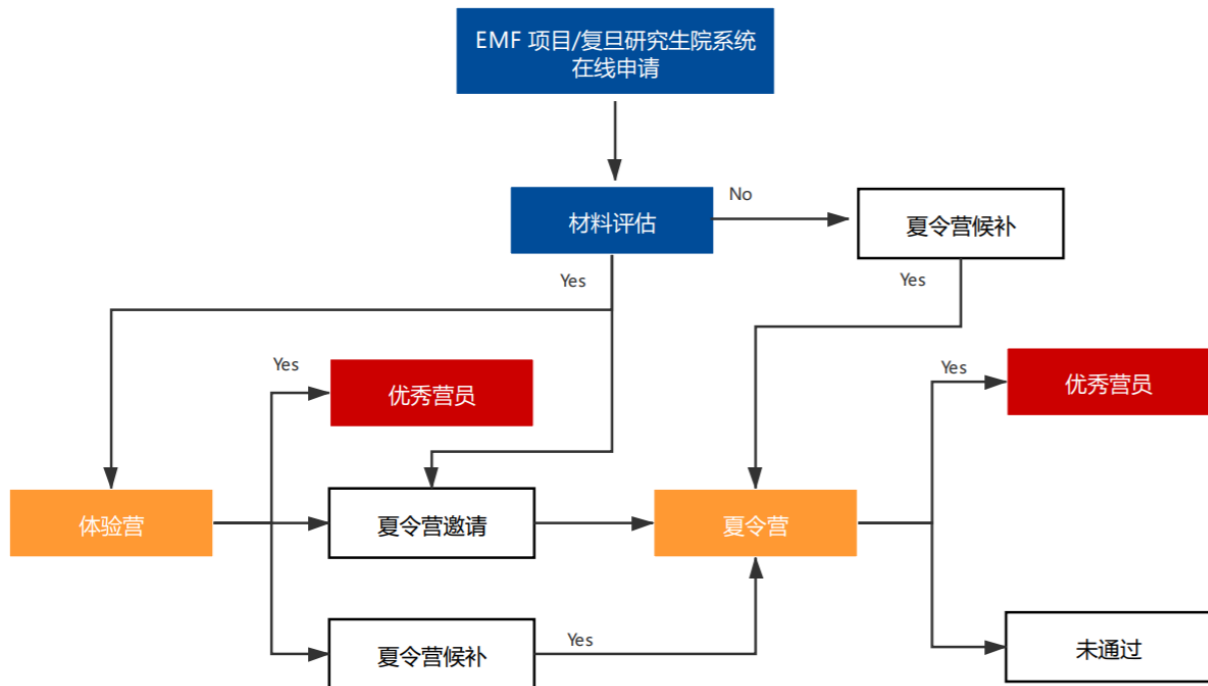 EMF 项目/复旦研究生院系统
在线申请
材料评估
No
夏令营候补
Yes
Yes
Yes
优秀营员
Yes
优秀营员
体验营
夏令营邀请
夏令营
夏令营候补
Yes
未通过